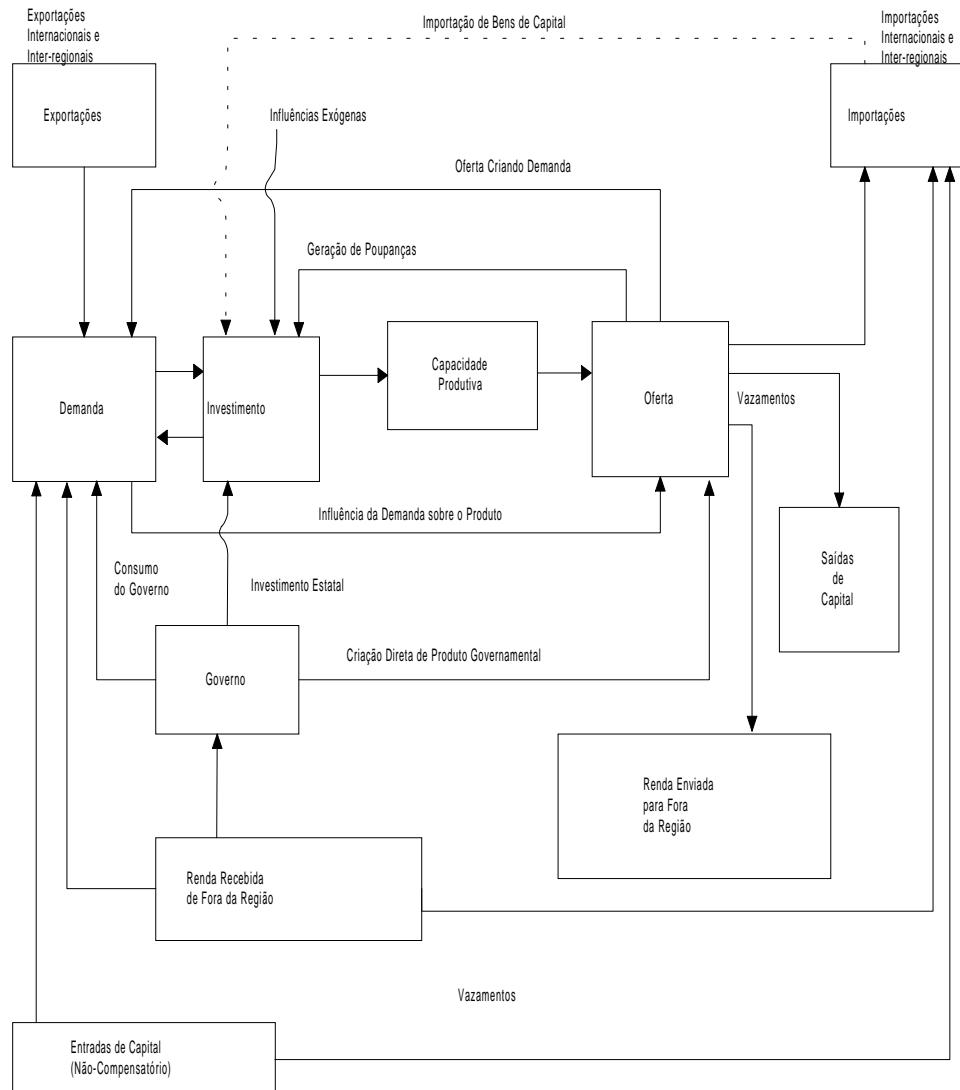 Exportações
Internacionais e
Inter-regionais
Importação de Bens de Capital
Importações
Internacionais e
Inter-regionais
Exportações
Influências Exógenas
Importações
Oferta Criando Demanda
Geração de Poupanças
Demanda
Investimento
Capacidade
Produtiva
Oferta
Vazamentos
Influência da Demanda sobre o Produto
Consumo
do Governo
Investimento Estatal
Saídas
de
Capital
Governo
Criação Direta de Produto Governamental
Renda Enviada
para Fora
da Região
Renda Recebida
de Fora da Região
Vazamentos
Entradas de Capital
(Não-Compensatório)